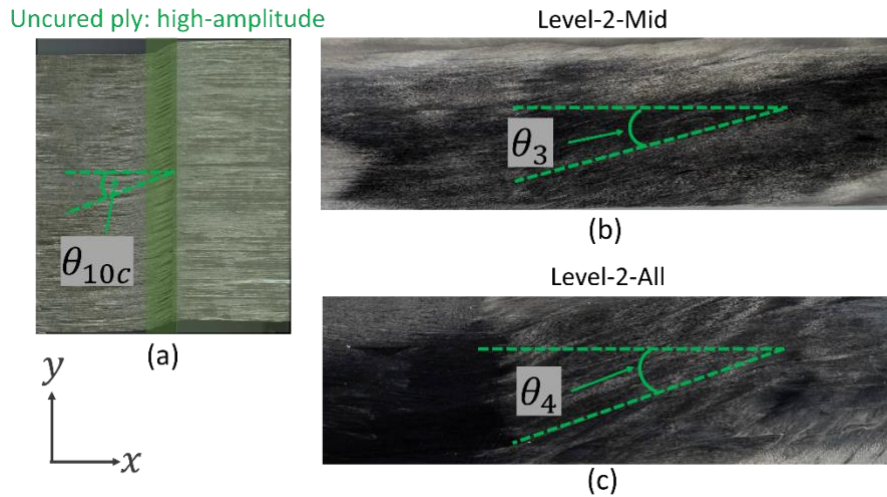 Uncured ply: high-amplitude
θ10c
(a)
y
x
Level-2-Mid
θ3
(b)
Level-2-All
θ4
(c)